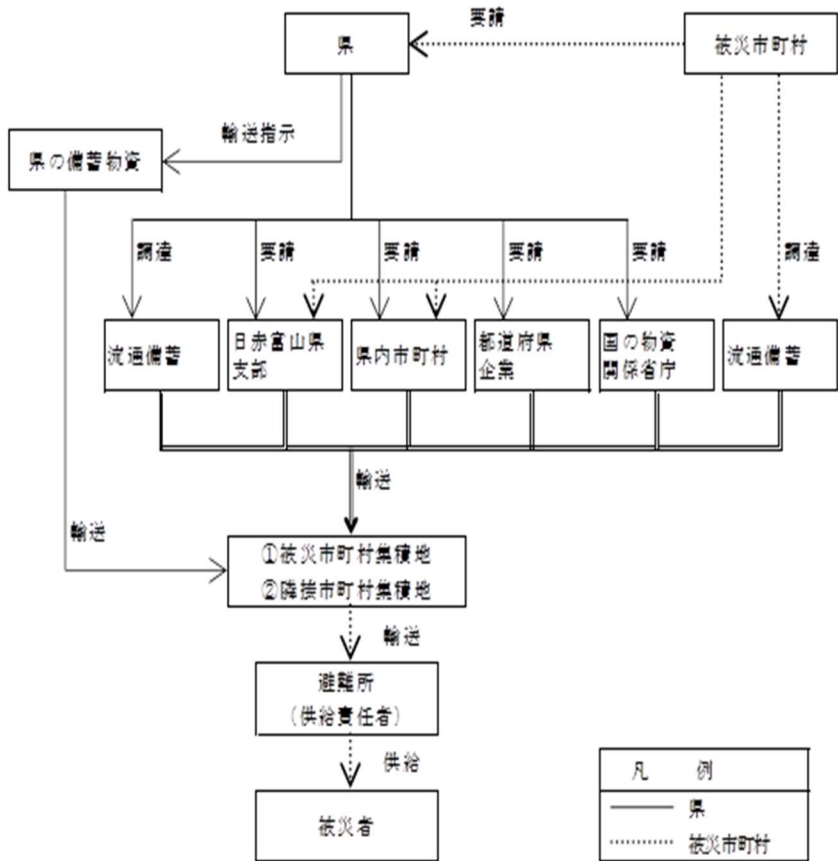 要請
県
被災市町村
輸送指示
県の備蓄物資
調達
要請
要請
要請
要請
調達
流通備蓄
日赤富山県
支部
県内市町村
都道府県
企業
国の物資
関係省庁
流通備蓄
輸送
輸送
①被災市町村集積地
②隣接市町村集積地
輸送
避難所
（供給責任者）
供給
被災者
凡 例
県
被災市町村